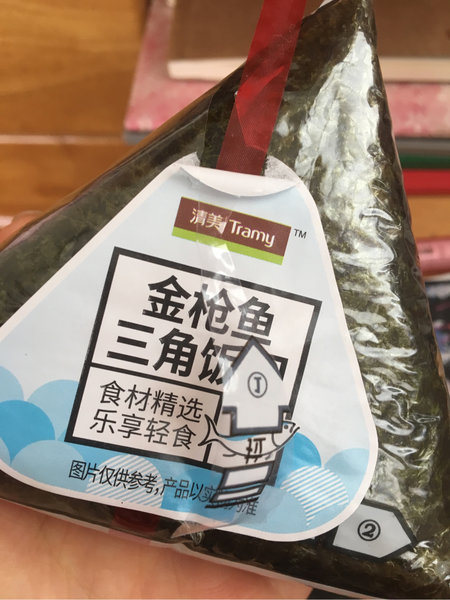 清美 Tramy TM
金枪鱼
三角饭
①
食材精选
乐享轻食
打
图片仅供参考,产品以实物为准
②